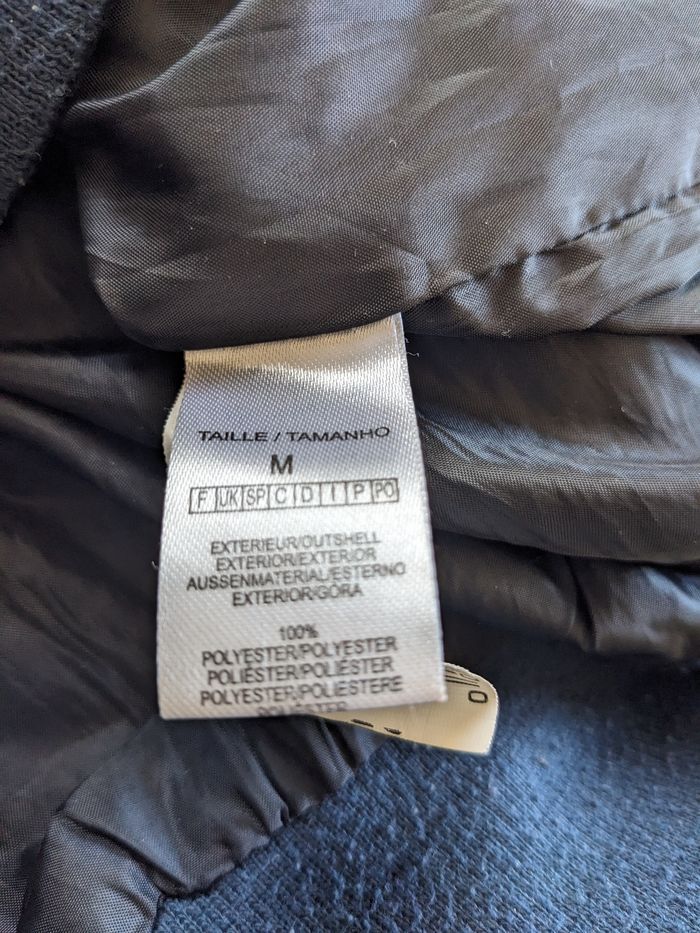 TAILLE / TAMANHO
M
F UK SP C D I P PO
EXTERIEUR/OUTSHELL
EXTERIOR/EXTERIOR
AUSSENMATERIAL/ESTERNO
EXTERIOR/GÓRA
100%
POLYESTER/POLYESTER
POLIÉSTER/POLIÉSTER
POLYESTER/POLIESTERE
POLIÉSTER